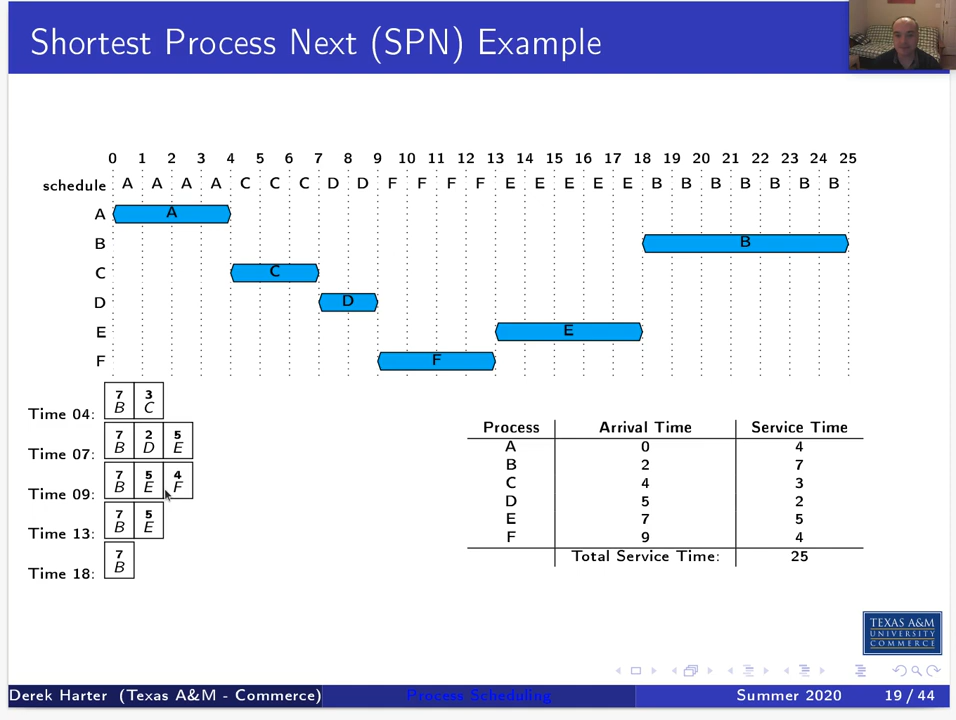 Shortest Process Next (SPN) Example
0 1 2 3 4 5 6 7 8 9 10 11 12 13 14 15 16 17 18 19 20 21 22 23 24 25
schedule A A A A C C C D D F F F F E E E E E B B B B B B B
A A
B B
C C
D D
E E
F F
7 3
Time 04: B C
7 2 5
Time 07: B D E
7 5 4
Time 09: B E F
7 5
Time 13: B E
7
Time 18: B
Process Arrival Time Service Time
A 0 4
B 2 7
C 4 3
D 5 2
E 7 5
F 9 4
Total Service Time: 25
TEXAS A&M
UNIVERSITY
COMMERCE
Derek Harter (Texas A&M - Commerce) Process Scheduling Summer 2020 19 / 44